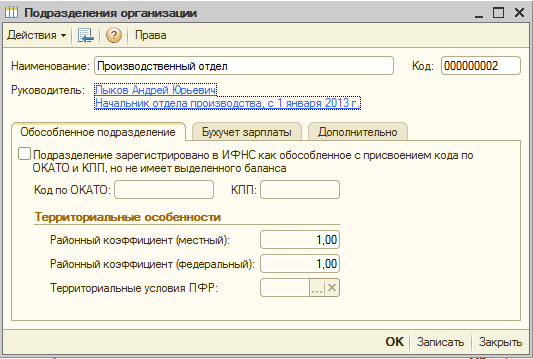 Подразделения организации
Действия Права
Наименование: Производственный отдел Код: 000000002
Руководитель: Пыков Андрей Юрьевич
Начальник отдела производства, с 1 января 2013 г.
Обособленное подразделение Бухучет зарплаты Дополнительно
Подразделение зарегистрировано в ИФНС как обособленное с присвоением кода по
ОКАТО и КПП, но не имеет выделенного баланса
Код по ОКАТО: КПП:
Территориальные особенности
Районный коэффициент (местный): 1,00
Районный коэффициент (федеральный): 1,00
Территориальные условия ПФР: ...
OK Записать Закрыть